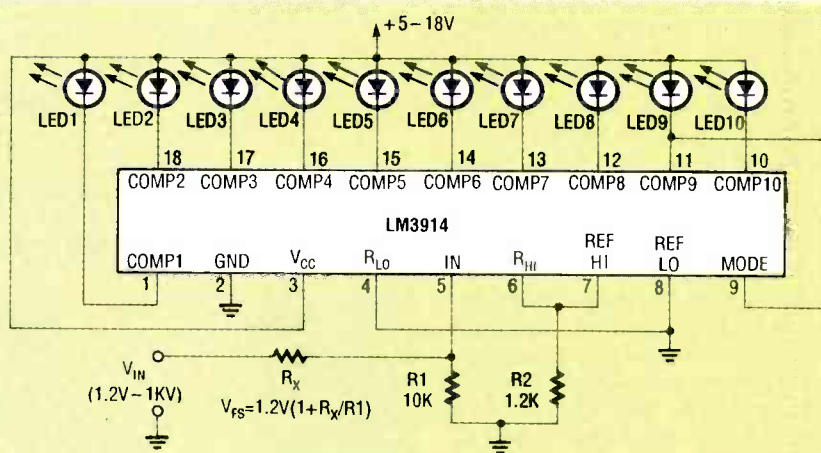 +5-18V
LED1 LED2 LED3 LED4 LED5 LED6 LED7 LED8 LED9 LED10
18 17 16 15 14 13 12 11 10
COMP2 COMP3 COMP4 COMP5 COMP6 COMP7 COMP8 COMP9 COMP10
LM3914
COMP1 GND VCC RLO IN RHI REF HI REF LO MODE
1 2 3 4 5 6 7 8 9
VIN
(1.2V-1KV)
RX
VFS=1.2V(1+RX/R1)
R1
10K
R2
1.2K